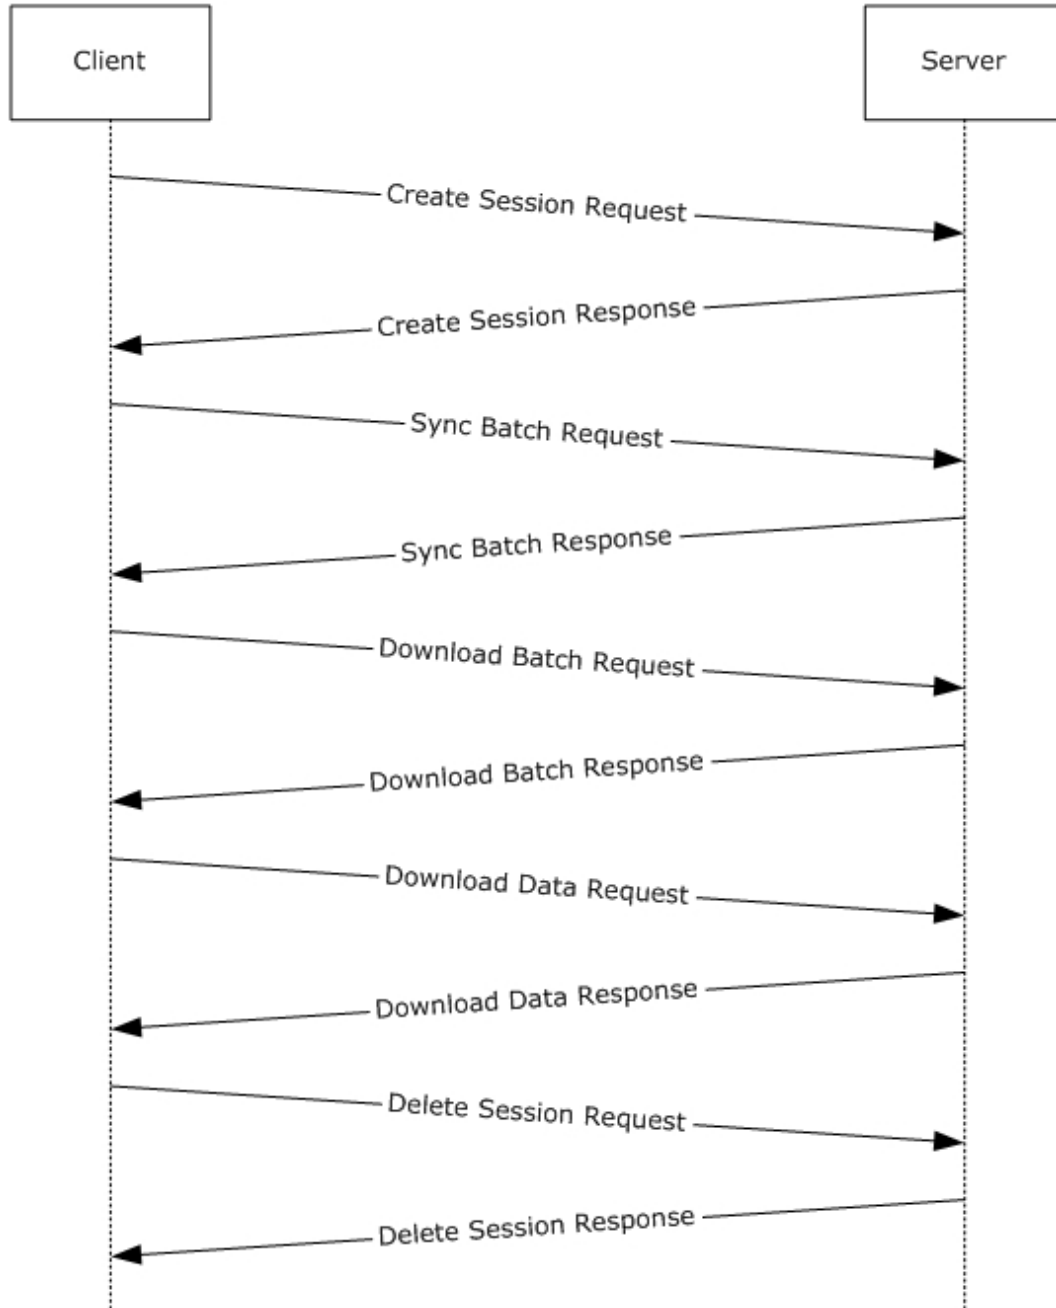 Client
Server
Create Session Request
Create Session Response
Sync Batch Request
Sync Batch Response
Download Batch Request
Download Batch Response
Download Data Request
Download Data Response
Delete Session Request
Delete Session Response